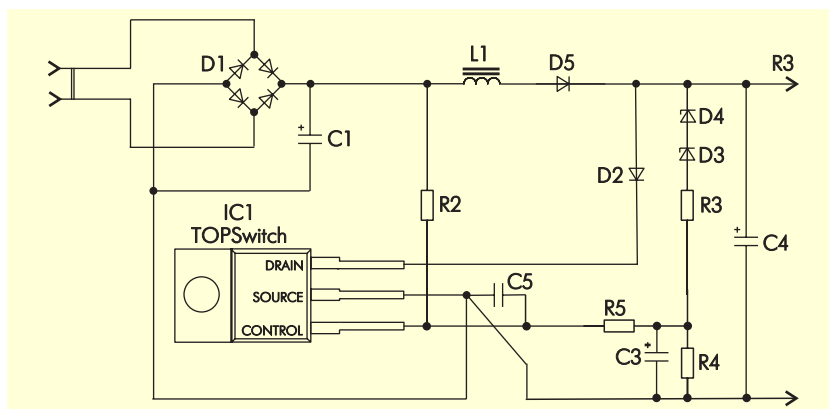 L1
D5
R3
D1
D4
C1
D3
D2
R2
R3
IC1
TOPSwitch
C4
DRAIN
C5
SOURCE
R5
CONTROL
C3
R4